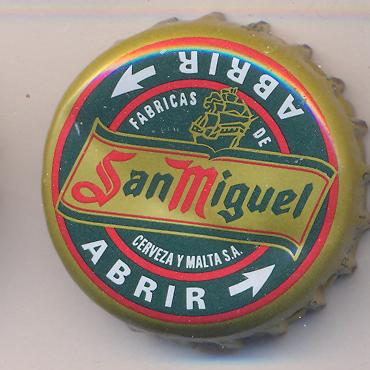 ABRIR
FABRICAS DE
San Miguel
CERVEZA Y MALTA S.A.
ABRIR